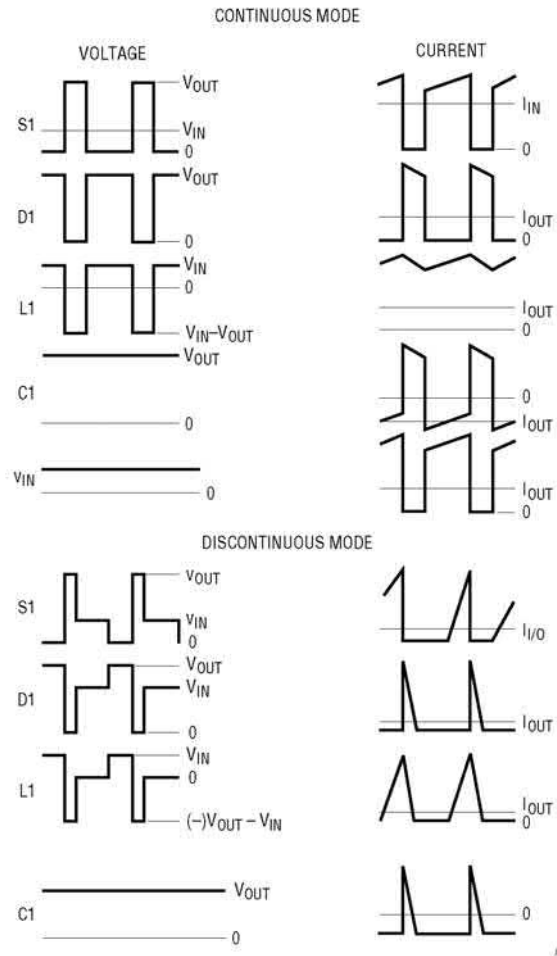 CONTINUOUS MODE
VOLTAGE
CURRENT
S1
VOUT
VIN
0
IIN
0
D1
VOUT
0
IOUT
0
L1
VIN
0
VIN–VOUT
IOUT
0
C1
VOUT
0
0
IOUT
VIN
0
IOUT
0
DISCONTINUOUS MODE
S1
VOUT
VIN
0
II/O
D1
VOUT
VIN
0
IOUT
L1
VIN
0
(–)VOUT – VIN
IOUT
0
C1
VOUT
0
0